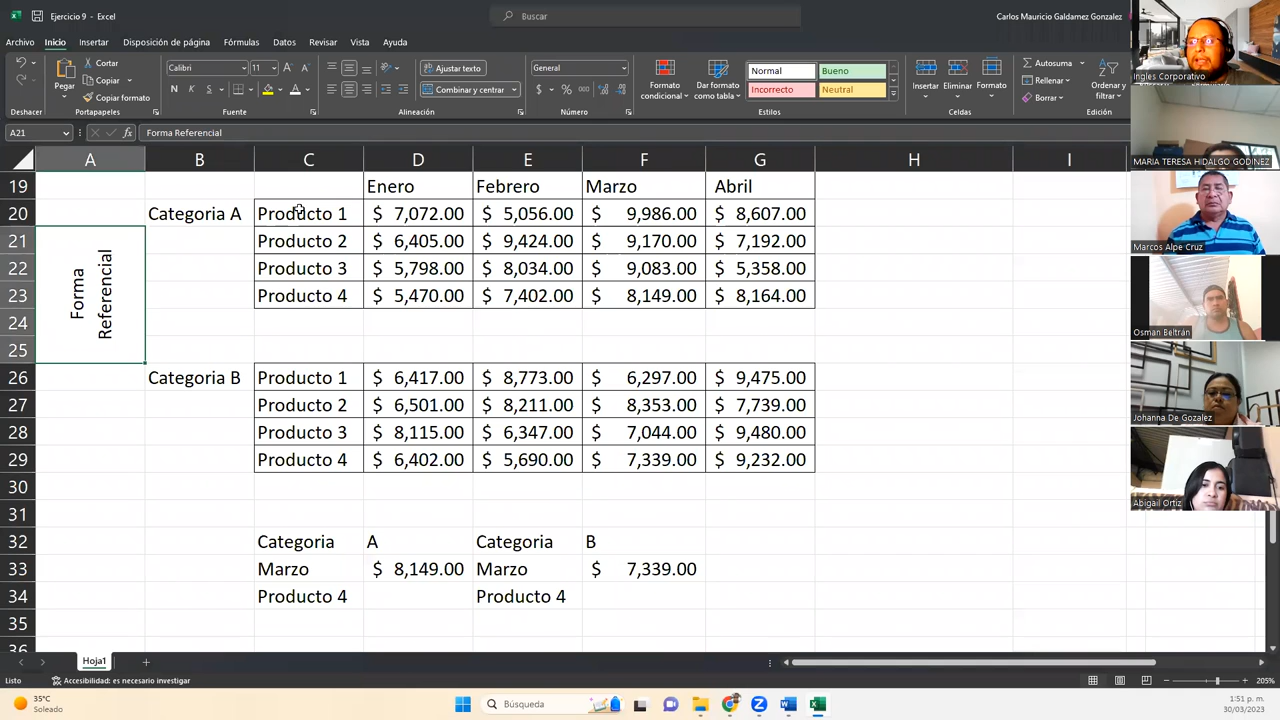 Ejercicio 9 - Excel
Buscar
Carlos Mauricio Galdamez Gonzalez
Archivo Inicio Insertar Disposición de página Fórmulas Datos Revisar Vista Ayuda
Cortar
Copiar
Copiar formato
Pegar
Deshacer
Portapapeles
Calibri 11
N K S
Fuente
Ajustar texto
Combinar y centrar
Alineación
General
$ % 000
Número
Formato condicional
Dar formato como tabla
Normal Bueno
Incorrecto Neutral
Estilos
Insertar Eliminar Formato
Celdas
Autosuma
Rellenar
Borrar
Ordenar y filtrar
Edición
A21 fx Forma Referencial
A B C D E F G H I
19 Enero Febrero Marzo Abril
20 Categoria A Producto 1 $ 7,072.00 $ 5,056.00 $ 9,986.00 $ 8,607.00
21 Producto 2 $ 6,405.00 $ 9,424.00 $ 9,170.00 $ 7,192.00
22 Producto 3 $ 5,798.00 $ 8,034.00 $ 9,083.00 $ 5,358.00
23 Producto 4 $ 5,470.00 $ 7,402.00 $ 8,149.00 $ 8,164.00
Forma
Referencial
24
25
26 Categoria B Producto 1 $ 6,417.00 $ 8,773.00 $ 6,297.00 $ 9,475.00
27 Producto 2 $ 6,501.00 $ 8,211.00 $ 8,353.00 $ 7,739.00
28 Producto 3 $ 8,115.00 $ 6,347.00 $ 7,044.00 $ 9,480.00
29 Producto 4 $ 6,402.00 $ 5,690.00 $ 7,339.00 $ 9,232.00
30
31
32 Categoria A Categoria B
33 Marzo $ 8,149.00 Marzo $ 7,339.00
34 Producto 4 Producto 4
35
36
Hoja1
Listo
Accesibilidad: es necesario investigar
205%
35°C
Soleado
Búsqueda
1:51 p. m.
30/03/2023
Ingles Corporativo
MARIA TERESA HIDALGO GODINEZ
Marcos Alpe Cruz
Osman Beltrán
Johanna De Gozalez
Abigail Ortiz